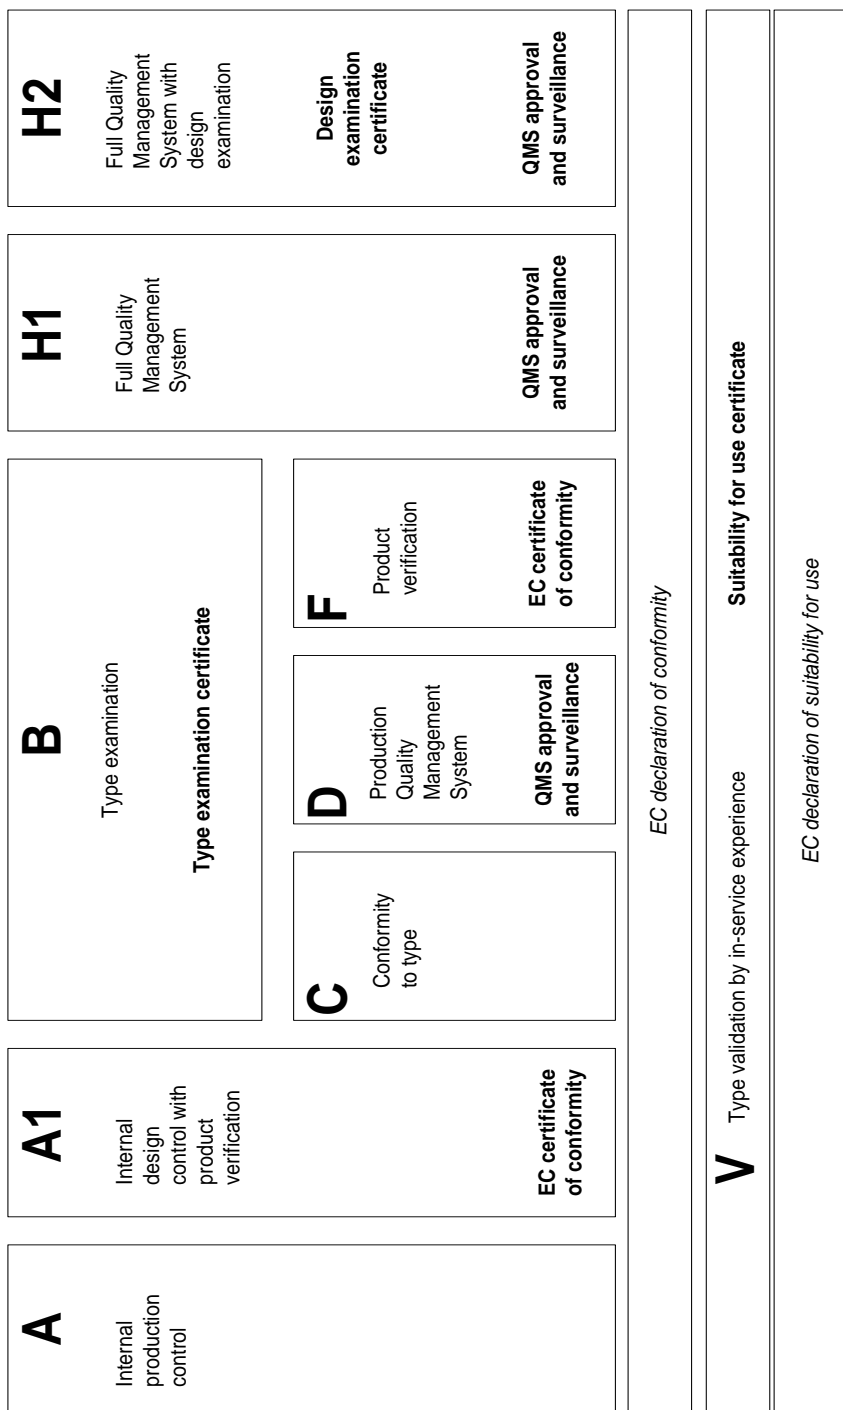 A
Internal
production
control
A1
Internal
design
control with
product
verification
EC certificate
of conformity
B
Type examination
Type examination certificate
C
Conformity
to type
D
Production
Quality
Management
System
QMS approval
and surveillance
F
Product
verification
EC certificate
of conformity
H1
Full Quality
Management
System
QMS approval
and surveillance
H2
Full Quality
Management
System with
design
examination
Design
examination
certificate
QMS approval
and surveillance
EC declaration of conformity
V Type validation by in-service experience Suitability for use certificate
EC declaration of suitability for use